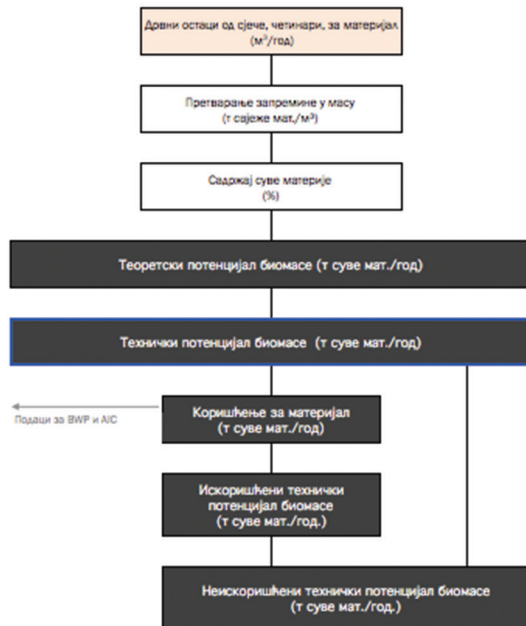 Дрвни остаци од сјече, четинари, за материјал
(м³/год)
Претварање запремине у масу
(т свјеже мат./м³)
Садржај суве материје
(%)
Теоретски потенцијал биомасе (т суве мат./год)
Технички потенцијал биомасе (т суве мат./год)
Коришћење за материјал
(т суве мат./год)
Подаци за BWP и AIC
Искоришћени технички
потенцијал биомасе
(т суве мат./год.)
Неискоришћени технички потенцијал биомасе
(т суве мат./год.)